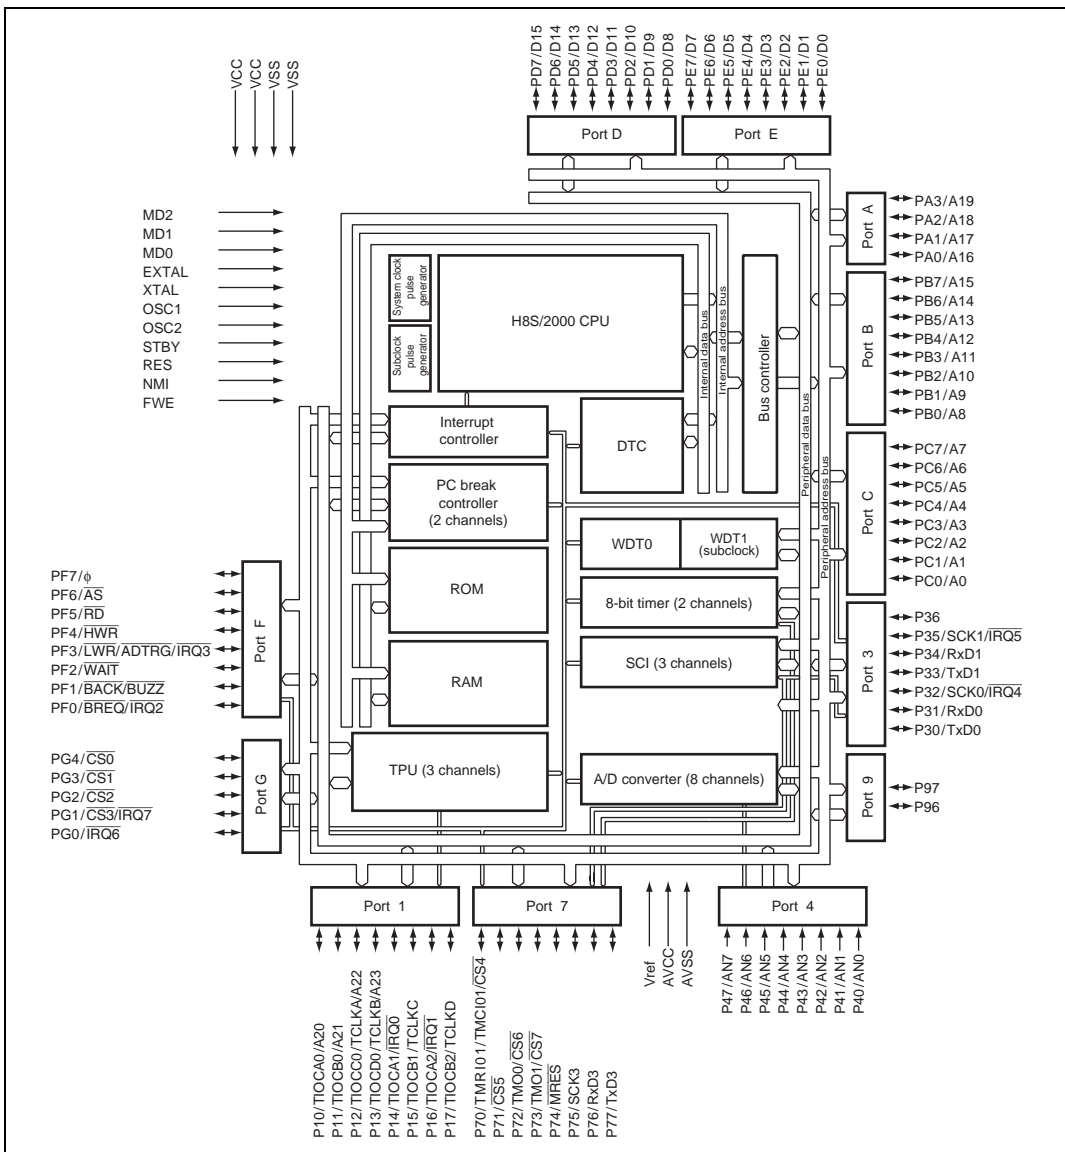 VCC
VCC
VSS
VSS
PD7/D15
PD6/D14
PD5/D13
PD4/D12
PD3/D11
PD2/D10
PD1/D9
PD0/D8
PE7/D7
PE6/D6
PE5/D5
PE4/D4
PE3/D3
PE2/D2
PE1/D1
PE0/D0
Port D
Port E
MD2
MD1
MD0
EXTAL
XTAL
OSC1
OSC2
STBY
RES
NMI
FWE
System clock
pulse
generator
Subclock
pulse
generator
H8S/2000 CPU
Interrupt
controller
PC break
controller
(2 channels)
ROM
RAM
TPU (3 channels)
DTC
Internal data bus
Internal address bus
Bus controller
Peripheral data bus
Peripheral address bus
WDT0
WDT1
(subclock)
8-bit timer (2 channels)
SCI (3 channels)
A/D converter (8 channels)
Port A
PA3/A19
PA2/A18
PA1/A17
PA0/A16
Port B
PB7/A15
PB6/A14
PB5/A13
PB4/A12
PB3/A11
PB2/A10
PB1/A9
PB0/A8
Port C
PC7/A7
PC6/A6
PC5/A5
PC4/A4
PC3/A3
PC2/A2
PC1/A1
PC0/A0
Port 3
P36
P35/SCK1/IRQ5
P34/RxD1
P33/TxD1
P32/SCK0/IRQ4
P31/RxD0
P30/TxD0
Port 9
P97
P96
PF7/ϕ
PF6/AS
PF5/RD
PF4/HWR
PF3/LWR/ADTRG/IRQ3
PF2/WAIT
PF1/BACK/BUZZ
PF0/BREQ/IRQ2
Port F
PG4/CS0
PG3/CS1
PG2/CS2
PG1/CS3/IRQ7
PG0/IRQ6
Port G
Port 1
Port 7
Port 4
P10/TIOCA0/A20
P11/TIOCB0/A21
P12/TIOCC0/TCLKA/A22
P13/TIOCD0/TCLKB/A23
P14/TIOCA1/IRQ0
P15/TIOCB1/TCLKC
P16/TIOCA2/IRQ1
P17/TIOCB2/TCLKD
P70/TMRI01/TMCI01/CS4
P71/CS5
P72/TMO0/CS6
P73/TMO1/CS7
P74/MRES
P75/SCK3
P76/RxD3
P77/TxD3
Vref
AVCC
AVSS
P47/AN7
P46/AN6
P45/AN5
P44/AN4
P43/AN3
P42/AN2
P41/AN1
P40/AN0